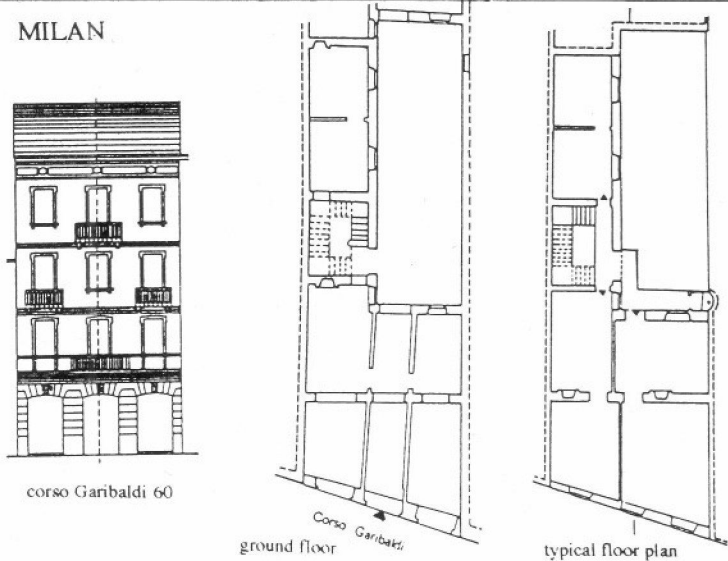 MILAN
corso Garibaldi 60
Corso Garibaldi
ground floor
typical floor plan